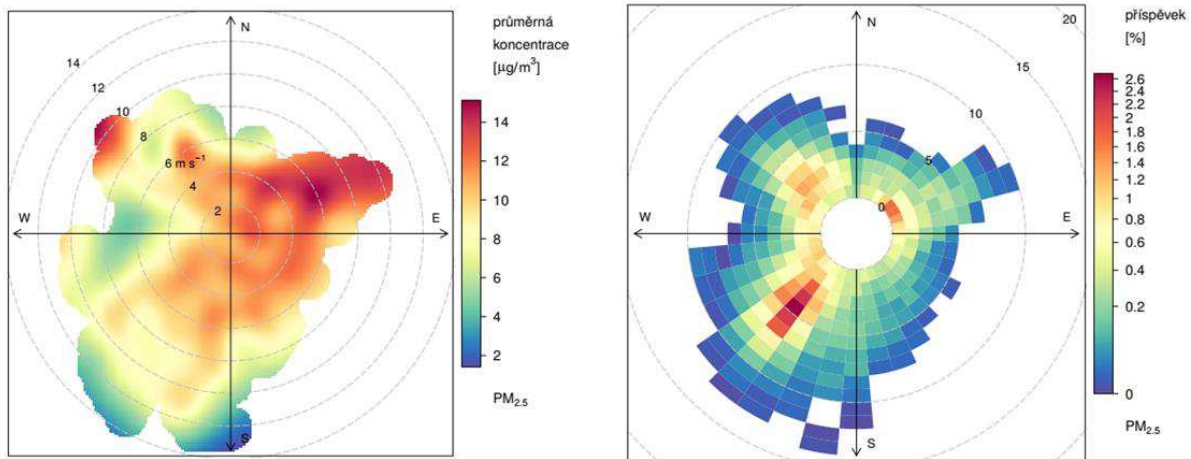 průměrná
koncentrace
[µg/m³]
N
14
12
10
8
6 m s⁻¹
4
2
W
E
S
14
12
10
8
6
4
2
PM₂.₅
příspěvek
[%]
N
20
15
10
5
0
W
E
S
2.6
2.4
2.2
2
1.8
1.6
1.4
1.2
1
0.8
0.6
0.4
0.2
0
PM₂.₅